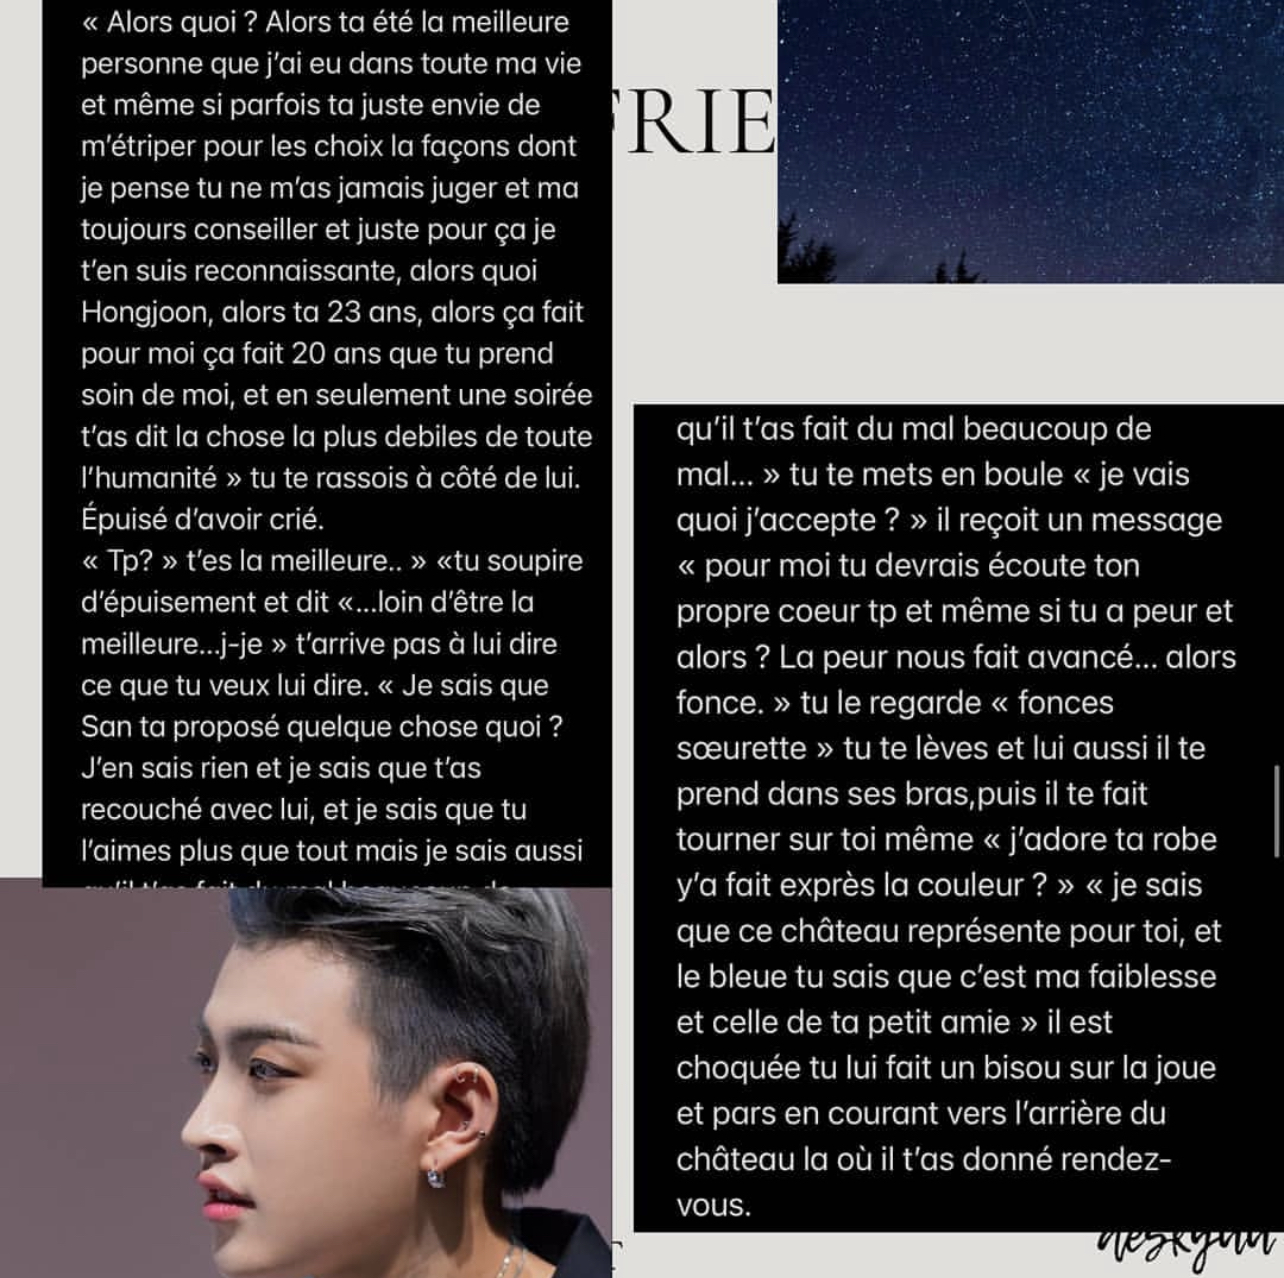 « Alors quoi ? Alors ta été la meilleure
personne que j’ai eu dans toute ma vie
et même si parfois ta juste envie de
m’étriper pour les choix la façons dont
je pense tu ne m’as jamais juger et ma
toujours conseiller et juste pour ça je
t’en suis reconnaissante, alors quoi
Hongjoon, alors ta 23 ans, alors ça fait
pour moi ça fait 20 ans que tu prend
soin de moi, et en seulement une soirée
t’as dit la chose la plus debiles de toute
l’humanité » tu te rassois à côté de lui.
Épuisé d’avoir crié.
« Tp? » t’es la meilleure.. » «tu soupire
d’épuisement et dit «...loin d’être la
meilleure...j-je » t’arrive pas à lui dire
ce que tu veux lui dire. « Je sais que
San ta proposé quelque chose quoi ?
J’en sais rien et je sais que t’as
recouché avec lui, et je sais que tu
l’aimes plus que tout mais je sais aussi
FRIE
qu’il t’as fait du mal beaucoup de
mal... » tu te mets en boule « je vais
quoi j’accepte ? » il reçoit un message
« pour moi tu devrais écoute ton
propre coeur tp et même si tu a peur et
alors ? La peur nous fait avancé... alors
fonce. » tu le regarde « fonces
sœurette » tu te lèves et lui aussi il te
prend dans ses bras,puis il te fait
tourner sur toi même « j’adore ta robe
y’a fait exprès la couleur ? » « je sais
que ce château représente pour toi, et
le bleue tu sais que c’est ma faiblesse
et celle de ta petit amie » il est
choquée tu lui fait un bisou sur la joue
et pars en courant vers l’arrière du
château la où il t’as donné rendez-
vous.